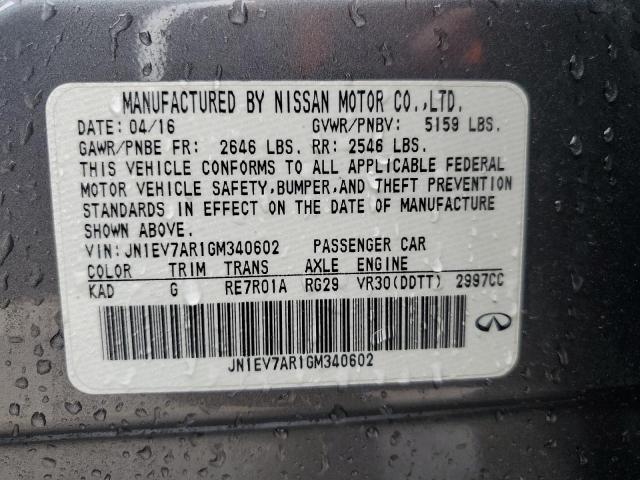 MANUFACTURED BY NISSAN MOTOR CO.,LTD.
DATE: 04/16 GVWR/PNBV: 5159 LBS.
GAWR/PNBE FR: 2646 LBS. RR: 2546 LBS.
THIS VEHICLE CONFORMS TO ALL APPLICABLE FEDERAL
MOTOR VEHICLE SAFETY,BUMPER,AND THEFT PREVENTION
STANDARDS IN EFFECT ON THE DATE OF MANUFACTURE
SHOWN ABOVE.
VIN: JN1EV7AR1GM340602 PASSENGER CAR
COLOR TRIM TRANS AXLE ENGINE
KAD G RE7R01A RG29 VR30(DDTT) 2997CC
JN1EV7AR1GM340602